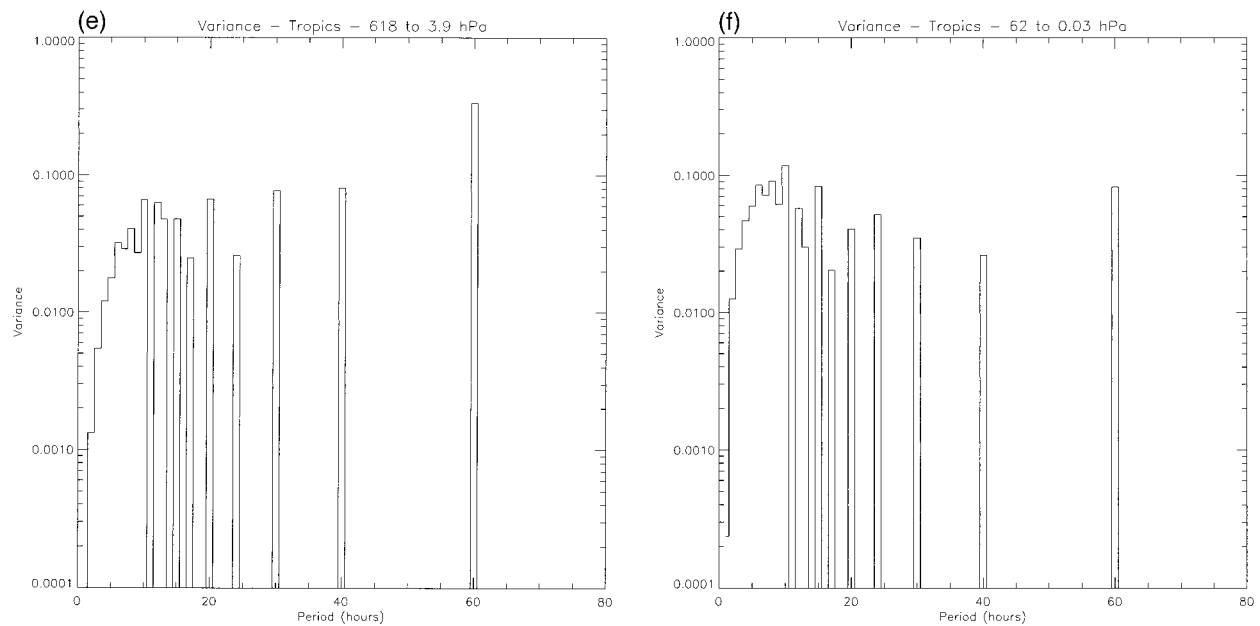 (e)
Variance – Tropics – 618 to 3.9 hPa
1.0000
0.1000
0.0100
0.0010
0.0001
Variance
0 20 40 60 80
Period (hours)
(f)
Variance – Tropics – 62 to 0.03 hPa
1.0000
0.1000
0.0100
0.0010
0.0001
Variance
0 20 40 60 80
Period (hours)